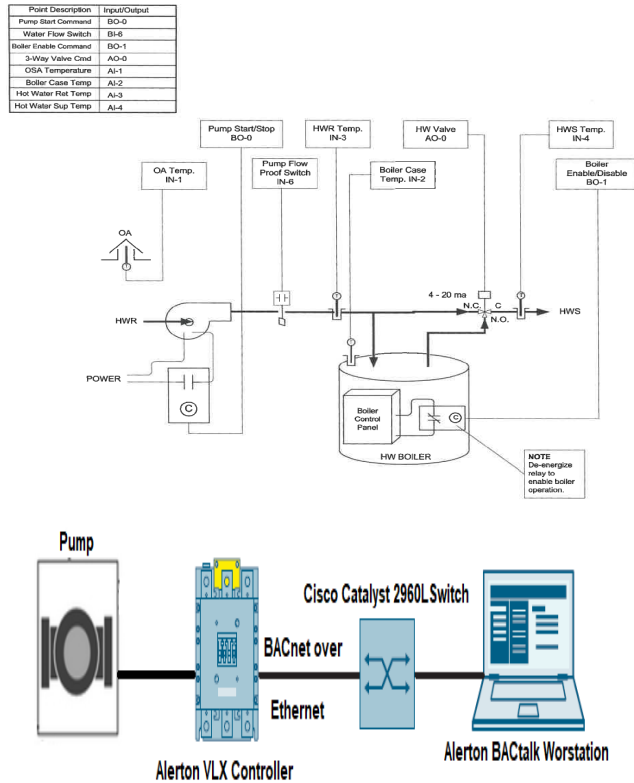 Point Description Input/Output
Pump Start Command BO-0
Water Flow Switch BI-6
Boiler Enable Command BO-1
3-Way Valve Cmd AO-0
OSA Temperature AI-1
Boiler Case Temp AI-2
Hot Water Ret Temp AI-3
Hot Water Sup Temp AI-4
Pump Start/Stop
BO-0
HWR Temp.
IN-3
HW Valve
AO-0
HWS Temp.
IN-4
OA Temp.
IN-1
Pump Flow
Proof Switch
IN-6
Boiler Case
Temp. IN-2
Boiler
Enable/Disable
BO-1
OA
T
T
T
T
4 - 20 ma
N.C.
C
N.O.
HWR
HWS
POWER
C
Boiler
Control
Panel
C
HW BOILER
NOTE
De-energize
relay to
enable boiler
operation.
Pump
Cisco Catalyst 2960LSwitch
BACnet over
Ethernet
Alerton VLX Controller
Alerton BACtalk Worstation